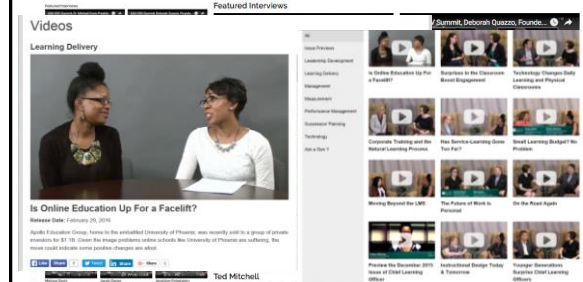 Featured Interviews
Featured Interviews
/ Summit, Deborah Quazzo, Founde...
Videos
Learning Delivery
Is Online Education Up For a Facelift?
Release Date: February 29, 2016
Apollo Education Group, home to the embattled University of Phoenix, was recently sold to a group of private
investors for $1.1B. Given the image problems online schools like University of Phoenix are suffering, the
move could indicate some positive changes are afoot.
Like Share
Tweet
Share
Share
Ted Mitchell
All
Issue Previews
Leadership Development
Learning Delivery
Management
Measurement
Performance Management
Succession Planning
Technology
Ask a Gen Y
Is Online Education Up For
a Facelift?
Surprises in the Classroom
Boost Engagement
Technology Changes Daily
Learning and Physical
Classrooms
Corporate Training and the
Natural Learning Process
Has Service-Learning Gone
Too Far?
Small Learning Budget? No
Problem
Moving Beyond the LMS
The Future of Work Is
Personal
On the Road Again
Preview the December 2015
Issue of Chief Learning
Officer
Instructional Design Today
& Tomorrow
Younger Generations
Surprise Chief Learning
Officers